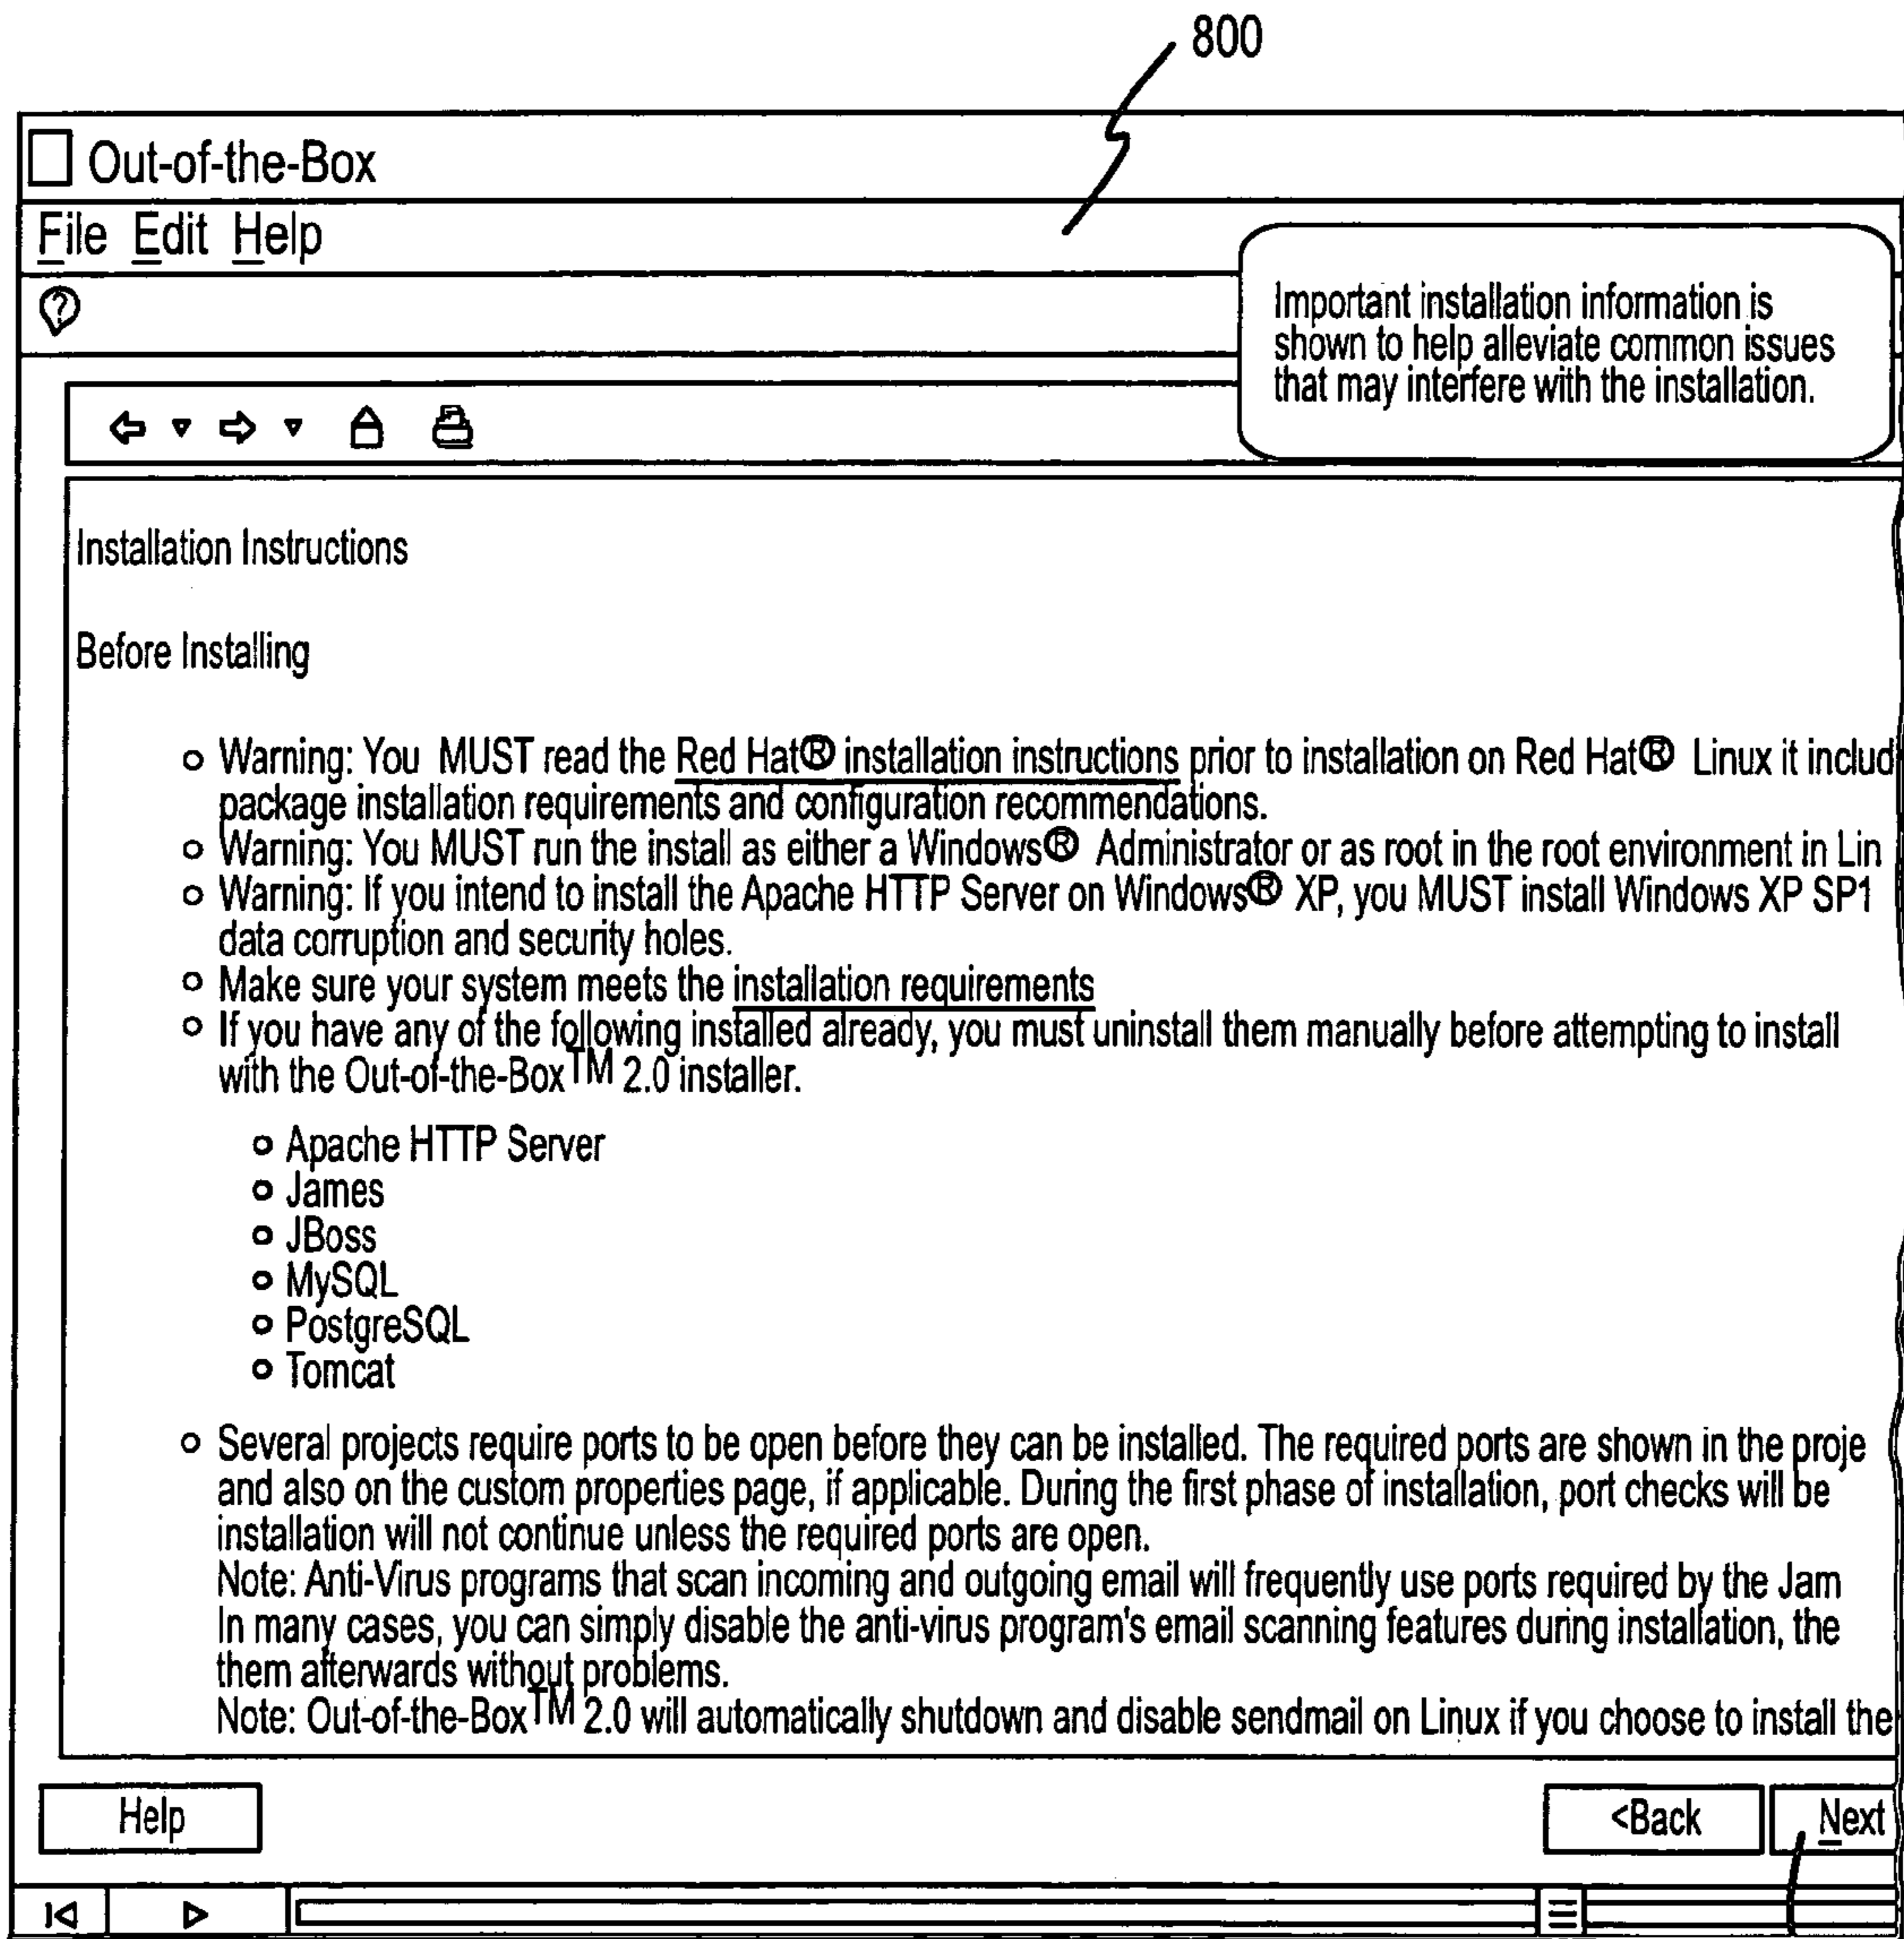 800
Out-of-the-Box
File Edit Help
?
Important installation information is
shown to help alleviate common issues
that may interfere with the installation.
Installation Instructions
Before Installing
Warning: You MUST read the Red Hat® installation instructions prior to installation on Red Hat® Linux it includ
package installation requirements and configuration recommendations.
Warning: You MUST run the install as either a Windows® Administrator or as root in the root environment in Lin
Warning: If you intend to install the Apache HTTP Server on Windows® XP, you MUST install Windows XP SP1
data corruption and security holes.
Make sure your system meets the installation requirements
If you have any of the following installed already, you must uninstall them manually before attempting to install
with the Out-of-the-Box™ 2.0 installer.
Apache HTTP Server
James
JBoss
MySQL
PostgreSQL
Tomcat
Several projects require ports to be open before they can be installed. The required ports are shown in the proje
and also on the custom properties page, if applicable. During the first phase of installation, port checks will be
installation will not continue unless the required ports are open.
Note: Anti-Virus programs that scan incoming and outgoing email will frequently use ports required by the Jam
In many cases, you can simply disable the anti-virus program's email scanning features during installation, the
them afterwards without problems.
Note: Out-of-the-Box™ 2.0 will automatically shutdown and disable sendmail on Linux if you choose to install the
Help
<Back
Next